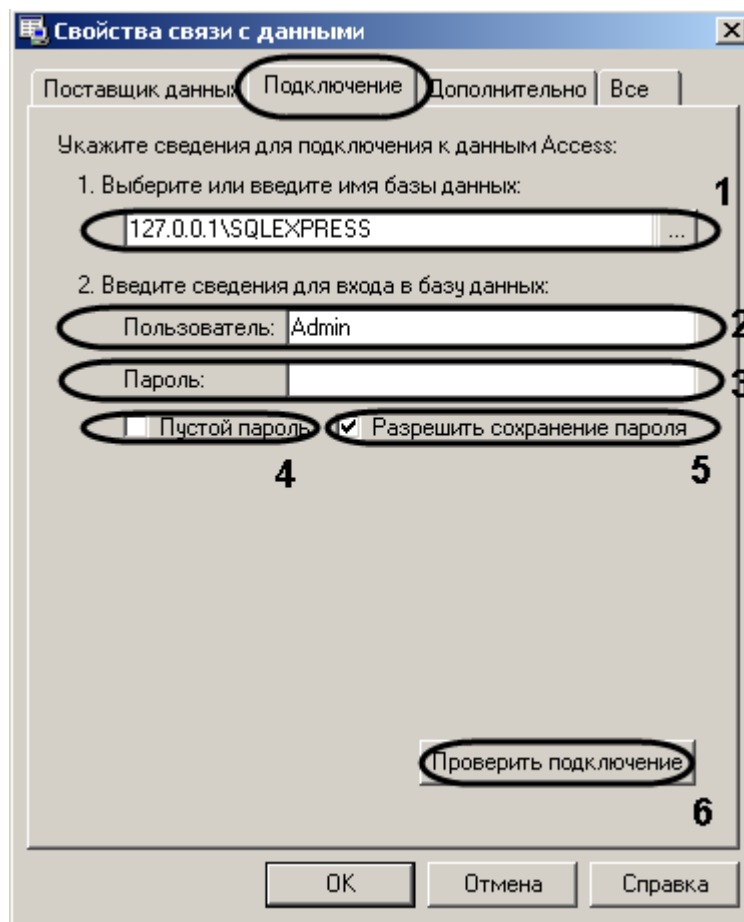 Свойства связи с данными
Поставщик данных Подключение Дополнительно Все
Укажите сведения для подключения к данным Access:
1. Выберите или введите имя базы данных:
1
127.0.0.1\SQLEXPRESS ...
2. Введите сведения для входа в базу данных:
Пользователь: Admin 2
Пароль: 3
Пустой пароль Разрешить сохранение пароля
4 5
Проверить подключение
6
OK Отмена Справка